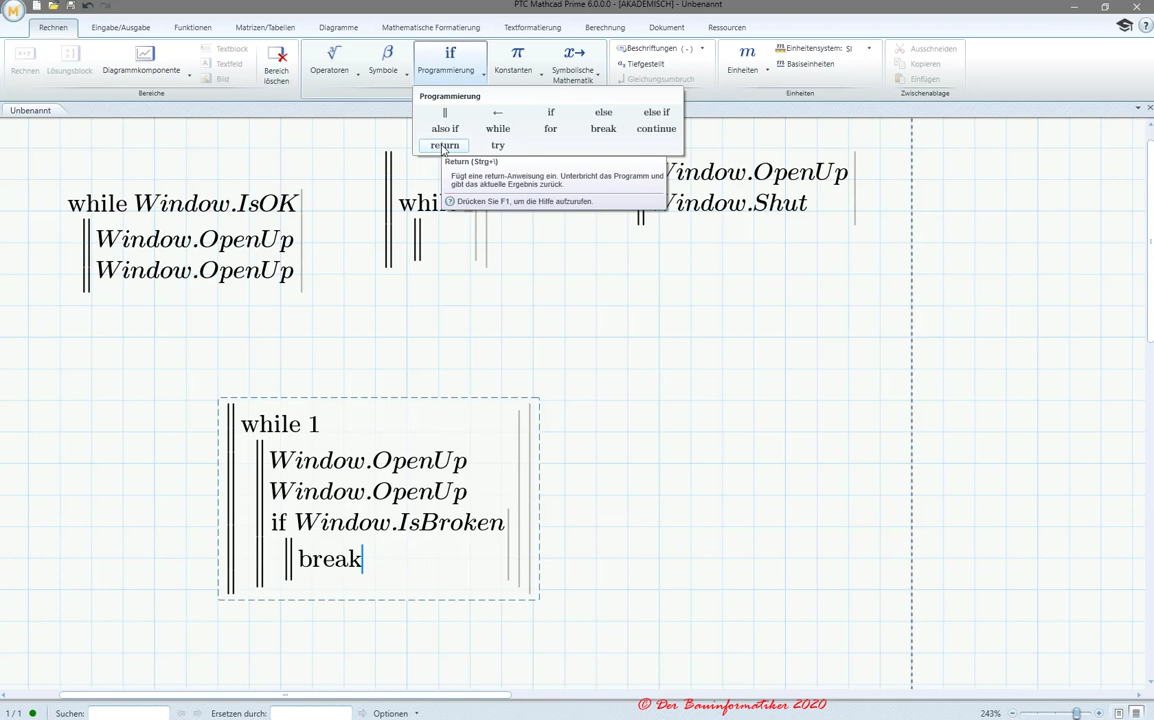 PTC Mathcad Prime 6.0.0.0 - [AKADEMISCH] - Unbenannt
Rechnen Eingabe/Ausgabe Funktionen Matrizen/Tabellen Diagramme Mathematische Formatierung Textformatierung Berechnung Dokument Ressourcen
Rechnen Lösungsblock Diagrammkomponente
Textblock
Textfeld
Bild
Bereich löschen
Bereiche
Operatoren Symbole
if
Programmierung
π
Konstanten
Symbolische Mathematik
Beschriftungen ( - )
Tiefgestellt
Gleichungsumbruch
m
Einheiten
Einheitensystem: SI
Basiseinheiten
Einheiten
Ausschneiden
Kopieren
Einfügen
Zwischenablage
Unbenannt
Programmierung
‖ ← if else else if
also if while for break continue
return try
Return (Strg+\)
Fügt eine return-Anweisung ein. Unterbricht das Programm und
gibt das aktuelle Ergebnis zurück.
Drücken Sie F1, um die Hilfe aufzurufen.
while Window.IsOK
Window.OpenUp
Window.OpenUp
Window.OpenUp
Window.Shut
while 1
Window.OpenUp
Window.OpenUp
if Window.IsBroken
break
© Der Bauinformatiker 2020
1 / 1 Suchen: Ersetzen durch: Optionen 243%